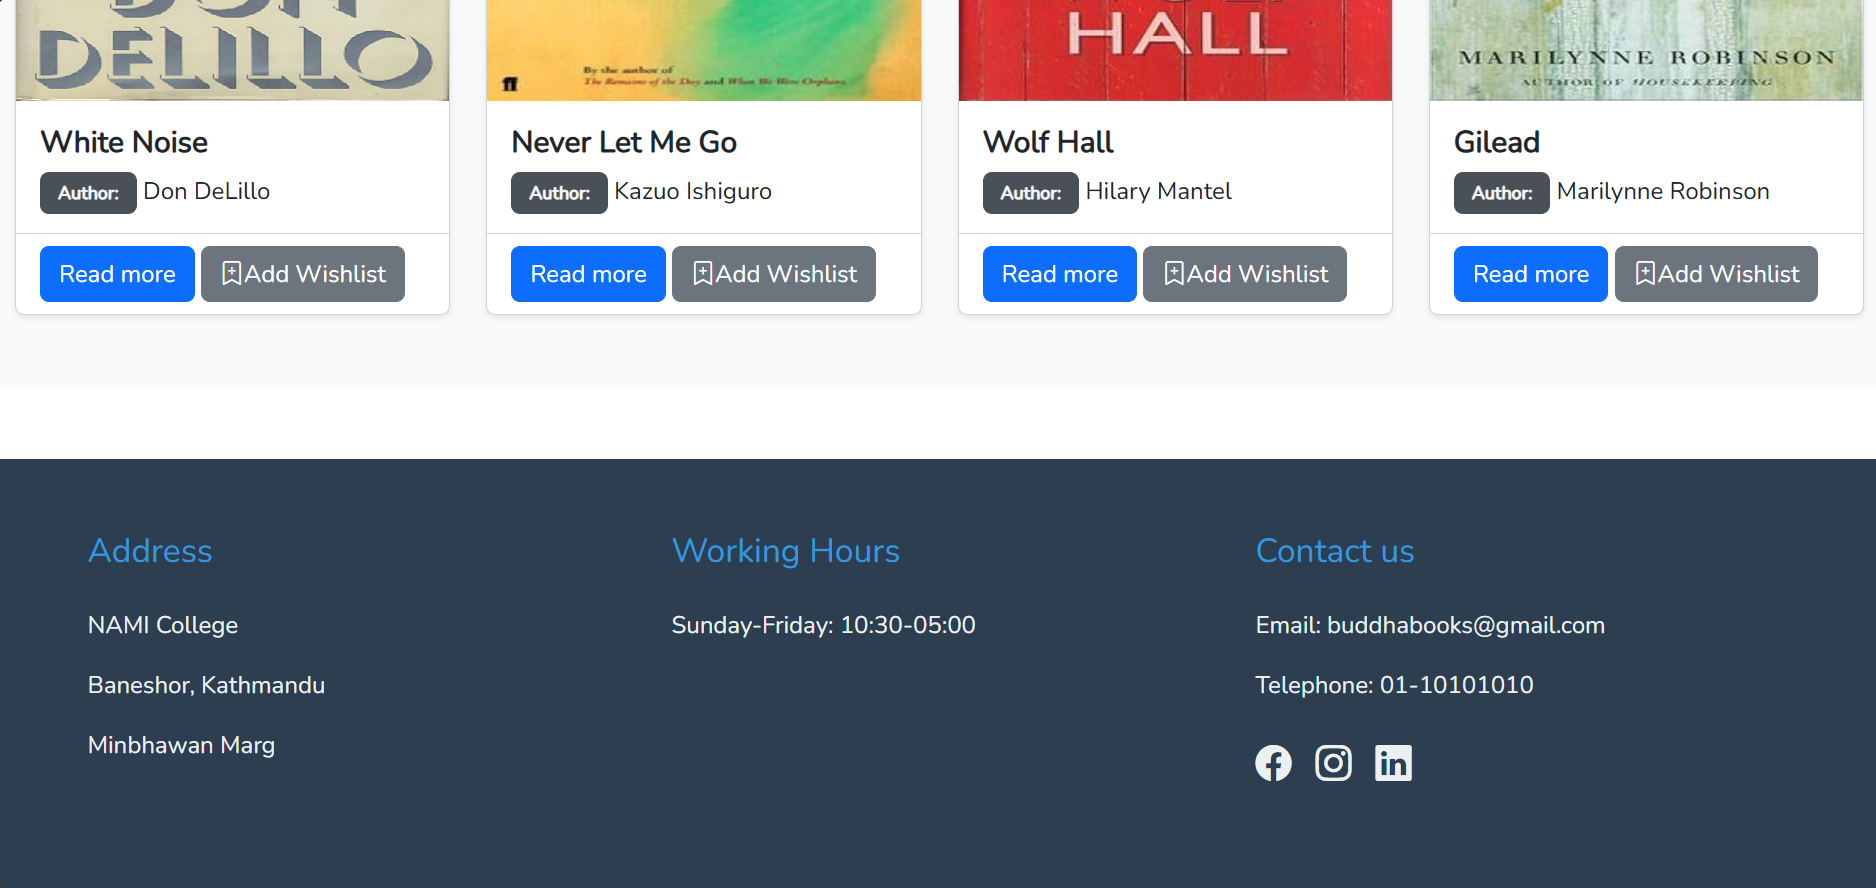 DELILLO
By the author of
The Remains of the Day and When We Were Orphans
ff
HALL
MARILYNNE ROBINSON
AUTHOR OF HOUSEKEEPING
White Noise
Author: Don DeLillo
Read more
Add Wishlist
Never Let Me Go
Author: Kazuo Ishiguro
Read more
Add Wishlist
Wolf Hall
Author: Hilary Mantel
Read more
Add Wishlist
Gilead
Author: Marilynne Robinson
Read more
Add Wishlist
Address
NAMI College
Baneshor, Kathmandu
Minbhawan Marg
Working Hours
Sunday-Friday: 10:30-05:00
Contact us
Email: buddhabooks@gmail.com
Telephone: 01-10101010